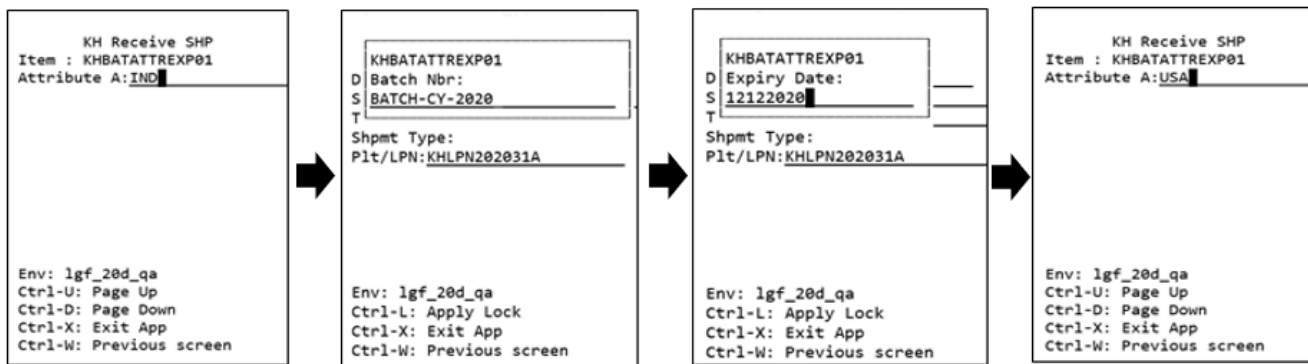 KH Receive SHP
Item : KHBATATTREXP01
Attribute A:IND
Env: lgf_20d_qa
Ctrl-U: Page Up
Ctrl-D: Page Down
Ctrl-X: Exit App
Ctrl-W: Previous screen
KHBATATTREXP01
D Batch Nbr:
S BATCH-CY-2020
T
Shpmt Type:
Plt/LPN:KHLPN202031A
Env: lgf_20d_qa
Ctrl-L: Apply Lock
Ctrl-X: Exit App
Ctrl-W: Previous screen
KHBATATTREXP01
D Expiry Date:
S 12122020
T
Shpmt Type:
Plt/LPN:KHLPN202031A
Env: lgf_20d_qa
Ctrl-L: Apply Lock
Ctrl-X: Exit App
Ctrl-W: Previous screen
KH Receive SHP
Item : KHBATATTREXP01
Attribute A:USA
Env: lgf_20d_qa
Ctrl-U: Page Up
Ctrl-D: Page Down
Ctrl-X: Exit App
Ctrl-W: Previous screen